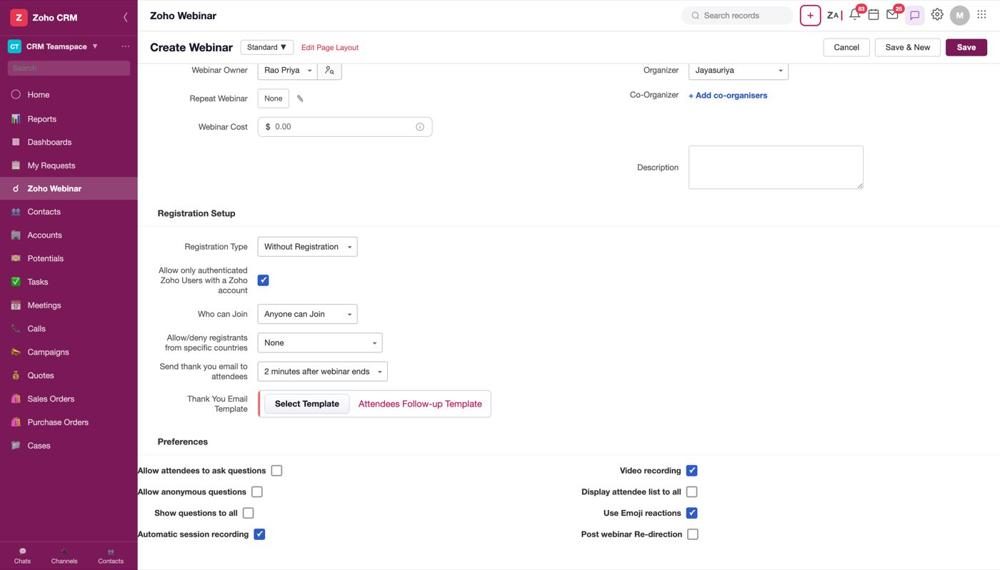 Z Zoho CRM
CT CRM Teamspace ▼ ···
Search
Home
Reports
Dashboards
My Requests
Zoho Webinar
Contacts
Accounts
Potentials
Tasks
Meetings
Calls
Campaigns
Quotes
Sales Orders
Purchase Orders
Cases
Chats
Channels
Contacts
Zoho Webinar
Search records
+
83
25
M
Create Webinar
Standard ▼
Edit Page Layout
Cancel
Save & New
Save
Webinar Owner
Rao Priya
Organizer
Jayasuriya
Repeat Webinar
None
Co-Organizer
+ Add co-organisers
Webinar Cost
$ 0.00
Description
Registration Setup
Registration Type
Without Registration
Allow only authenticated
Zoho Users with a Zoho
account
Who can Join
Anyone can Join
Allow/deny registrants
from specific countries
None
Send thank you email to
attendees
2 minutes after webinar ends
Thank You Email
Template
Select Template
Attendees Follow-up Template
Preferences
Allow attendees to ask questions
Video recording
Allow anonymous questions
Display attendee list to all
Show questions to all
Use Emoji reactions
Automatic session recording
Post webinar Re-direction